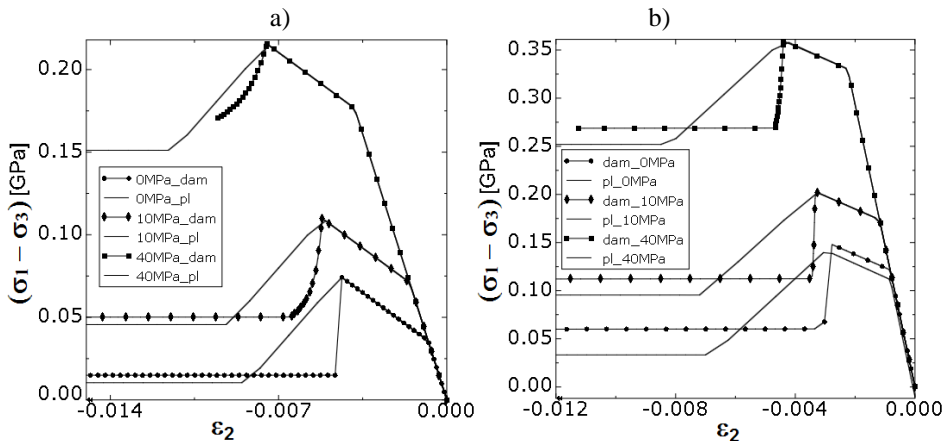 a)
b)
(σ1 − σ3) [GPa]
0.20
0.15
0.10
0.05
0.00
0MPa_dam
0MPa_pl
10MPa_dam
10MPa_pl
40MPa_dam
40MPa_pl
-0.014
-0.007
0.000
ε2
(σ1 − σ3) [GPa]
0.35
0.30
0.25
0.20
0.15
0.10
0.05
0.00
dam_0MPa
pl_0MPa
dam_10MPa
pl_10MPa
dam_40MPa
pl_40MPa
-0.012
-0.008
-0.004
0.000
ε2